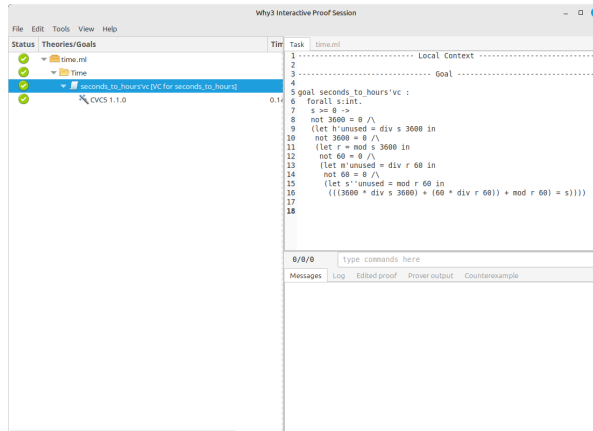 Why3 Interactive Proof Session
File Edit Tools View Help
Status Theories/Goals Tim
time.ml
Time
seconds_to_hours'vc [VC for seconds_to_hours]
CVC5 1.1.0 0.1
Task time.ml
1 --------------------------- Local Context ---------------------------
2
3 ------------------------------- Goal --------------------------------
4
5 goal seconds_to_hours'vc :
6 forall s:int.
7 s >= 0 ->
8 not 3600 = 0 /\
9 (let h'unused = div s 3600 in
10 not 3600 = 0 /\
11 (let r = mod s 3600 in
12 not 60 = 0 /\
13 (let m'unused = div r 60 in
14 not 60 = 0 /\
15 (let s''unused = mod r 60 in
16 (((3600 * div s 3600) + (60 * div r 60)) + mod r 60) = s))))
17
18
0/0/0 type commands here
Messages Log Edited proof Prover output Counterexample